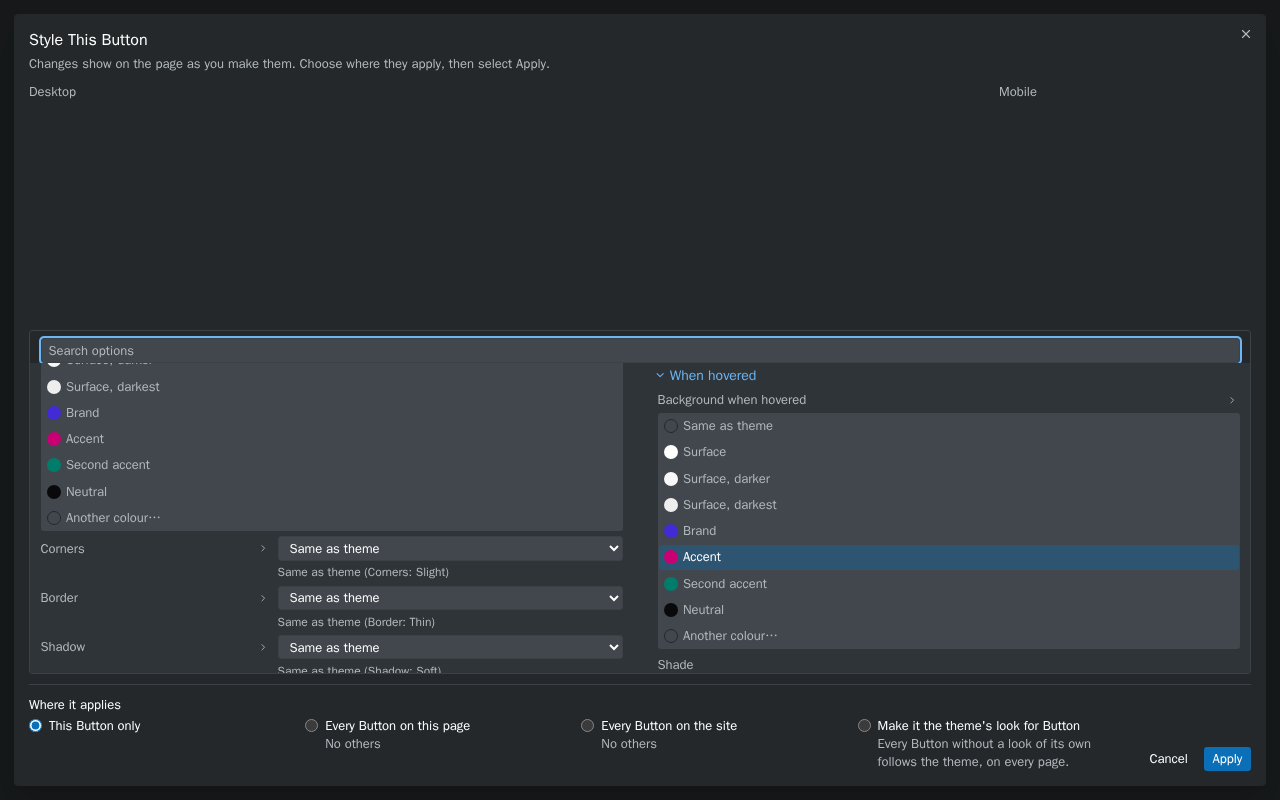 Style This Button
Changes show on the page as you make them. Choose where they apply, then select Apply.
Desktop
Mobile
Search options
Surface, darkest
Brand
Accent
Second accent
Neutral
Another colour···
Corners
Same as theme
Same as theme (Corners: Slight)
Border
Same as theme
Same as theme (Border: Thin)
Shadow
Same as theme
Same as theme (Shadow: Soft)
When hovered
Background when hovered
Same as theme
Surface
Surface, darker
Surface, darkest
Brand
Accent
Second accent
Neutral
Another colour···
Shade
Where it applies
This Button only
Every Button on this page
No others
Every Button on the site
No others
Make it the theme's look for Button
Every Button without a look of its own
follows the theme, on every page.
Cancel
Apply